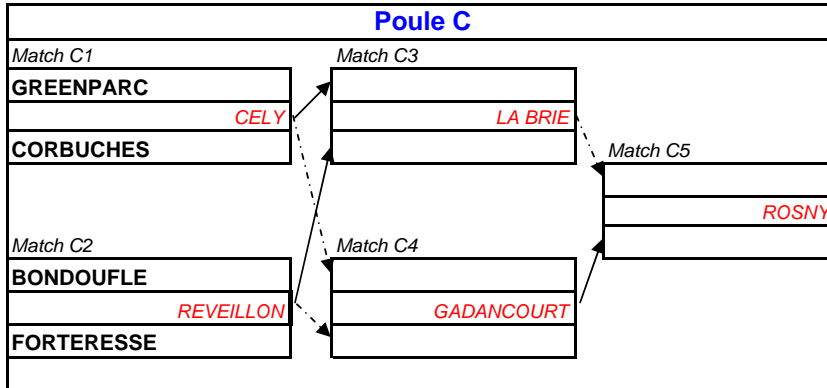 Poule C
Match C1
Match C3
GREENPARC
CELY
LA BRIE
CORBUCHES
Match C5
ROSNY
Match C2
Match C4
BONDOUFLE
REVEILLON
GADANCOURT
FORTERESSE